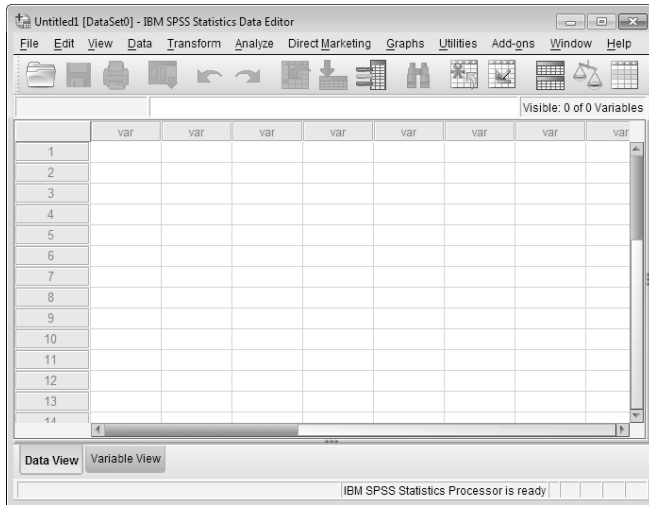 Untitled1 [DataSet0] - IBM SPSS Statistics Data Editor
File Edit View Data Transform Analyze Direct Marketing Graphs Utilities Add-ons Window Help
Visible: 0 of 0 Variables
var var var var var var var var
1
2
3
4
5
6
7
8
9
10
11
12
13
14
Data View Variable View
IBM SPSS Statistics Processor is ready